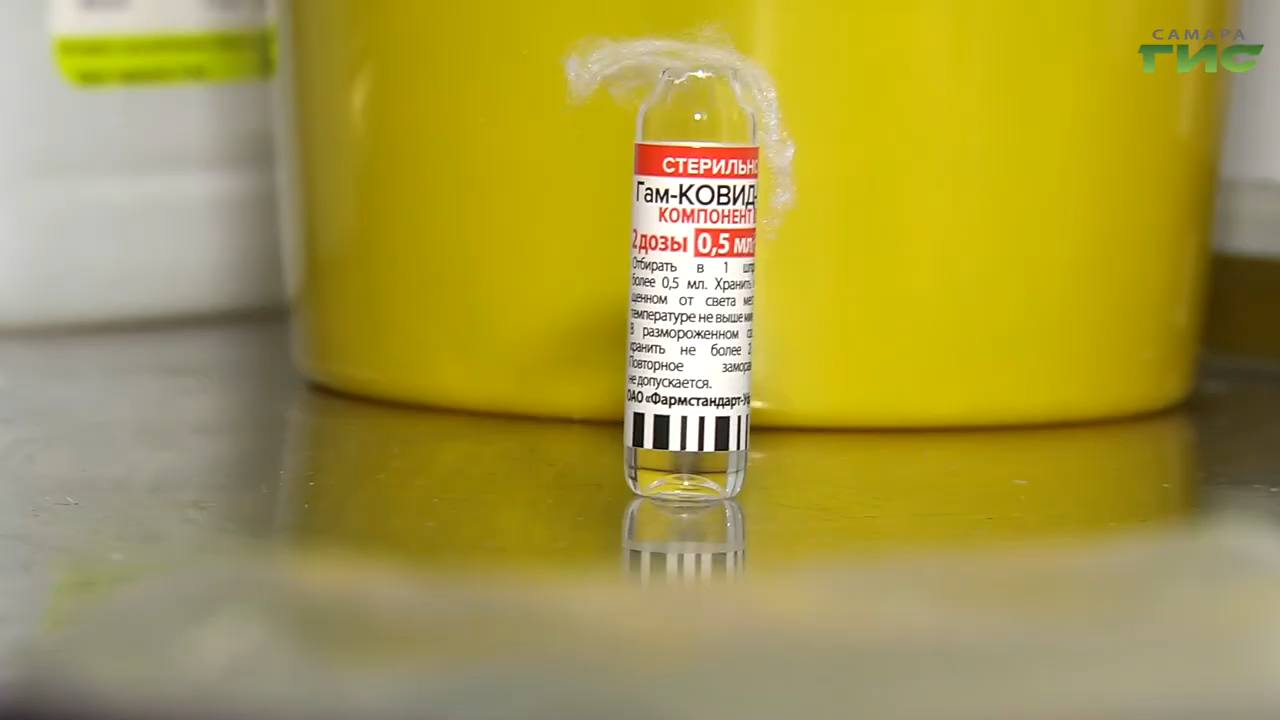 САМАРА
ГИС
СТЕРИЛЬНО
Гам-КОВИД-
КОМПОНЕНТ
2 дозы 0,5 мл
Отбирать в 1
более 0,5 мл. Хранить
щенном от света
температуре не выше
В размороженном
хранить не более
Повторное замора
не допускается.
ОАО «Фармстандарт-